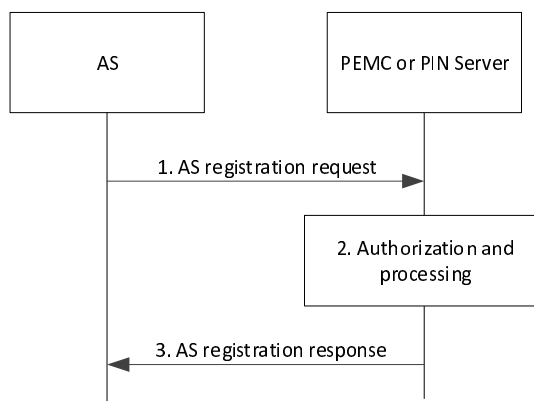 AS
PEMC or PIN Server
1. AS registration request
2. Authorization and
processing
3. AS registration response